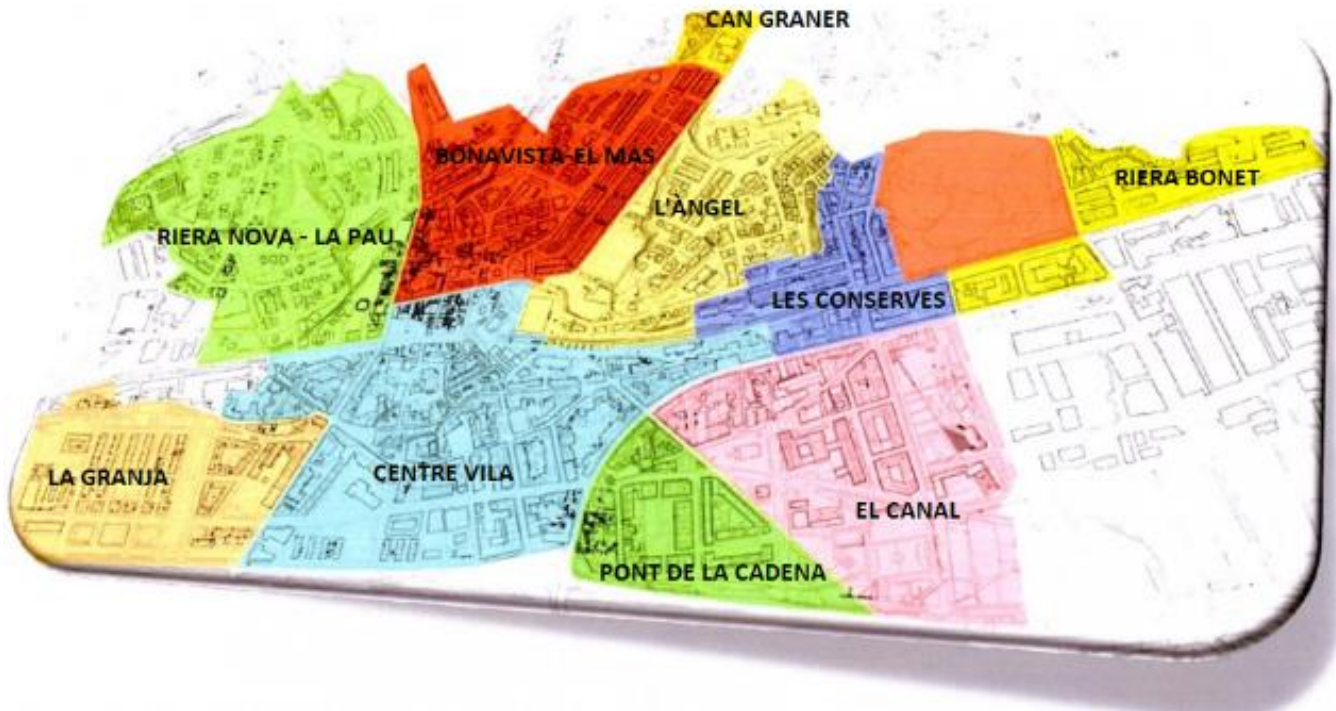 CAN GRANER
BONAVISTA-EL MAS
RIERA BONET
L'ÀNGEL
RIERA NOVA - LA PAU
LES CONSERVES
LA GRANJA
CENTRE VILA
EL CANAL
PONT DE LA CADENA